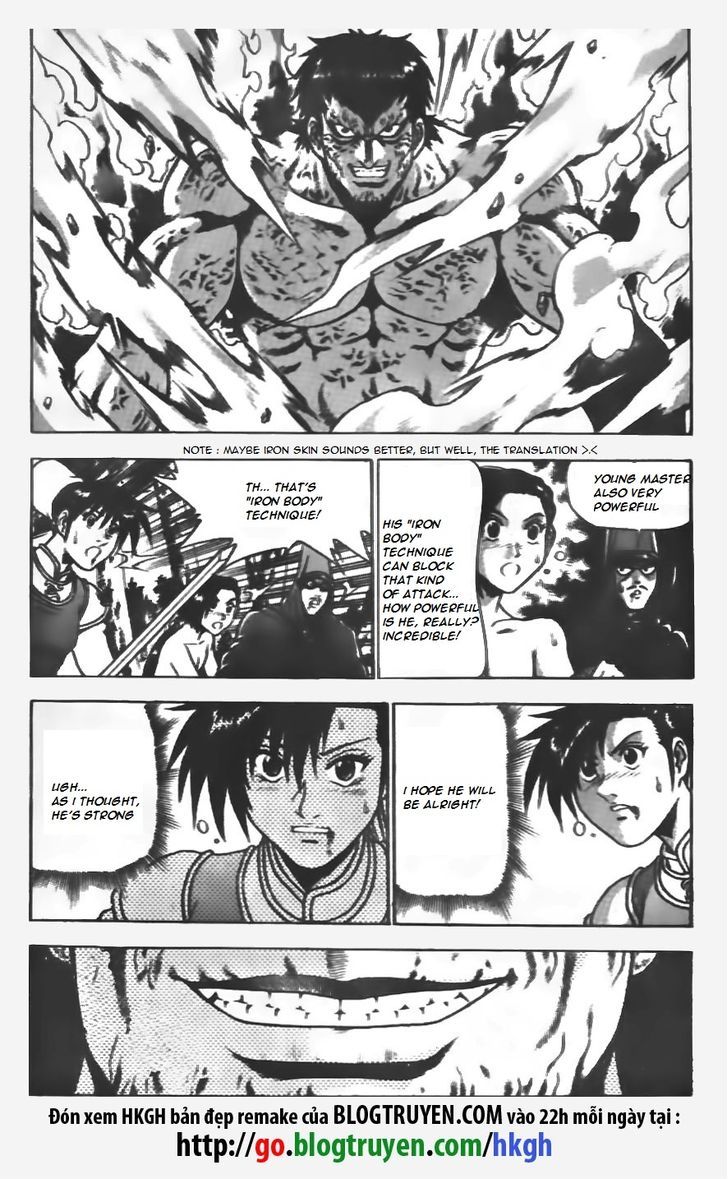 NOTE : MAYBE IRON SKIN SOUNDS BETTER, BUT WELL, THE TRANSLATION >.<
TH... THAT'S
"IRON BODY"
TECHNIQUE!
YOUNG MASTER
ALSO VERY
POWERFUL
HIS "IRON
BODY"
TECHNIQUE
CAN BLOCK
THAT KIND
OF ATTACK...
HOW POWERFUL
IS HE, REALLY?
INCREDIBLE!
UGH...
AS I THOUGHT,
HE'S STRONG
I HOPE HE WILL
BE ALRIGHT!
Đón xem HKGH bản đẹp remake của BLOGTRUYEN.COM vào 22h mỗi ngày tại :
http://go.blogtruyen.com/hkgh